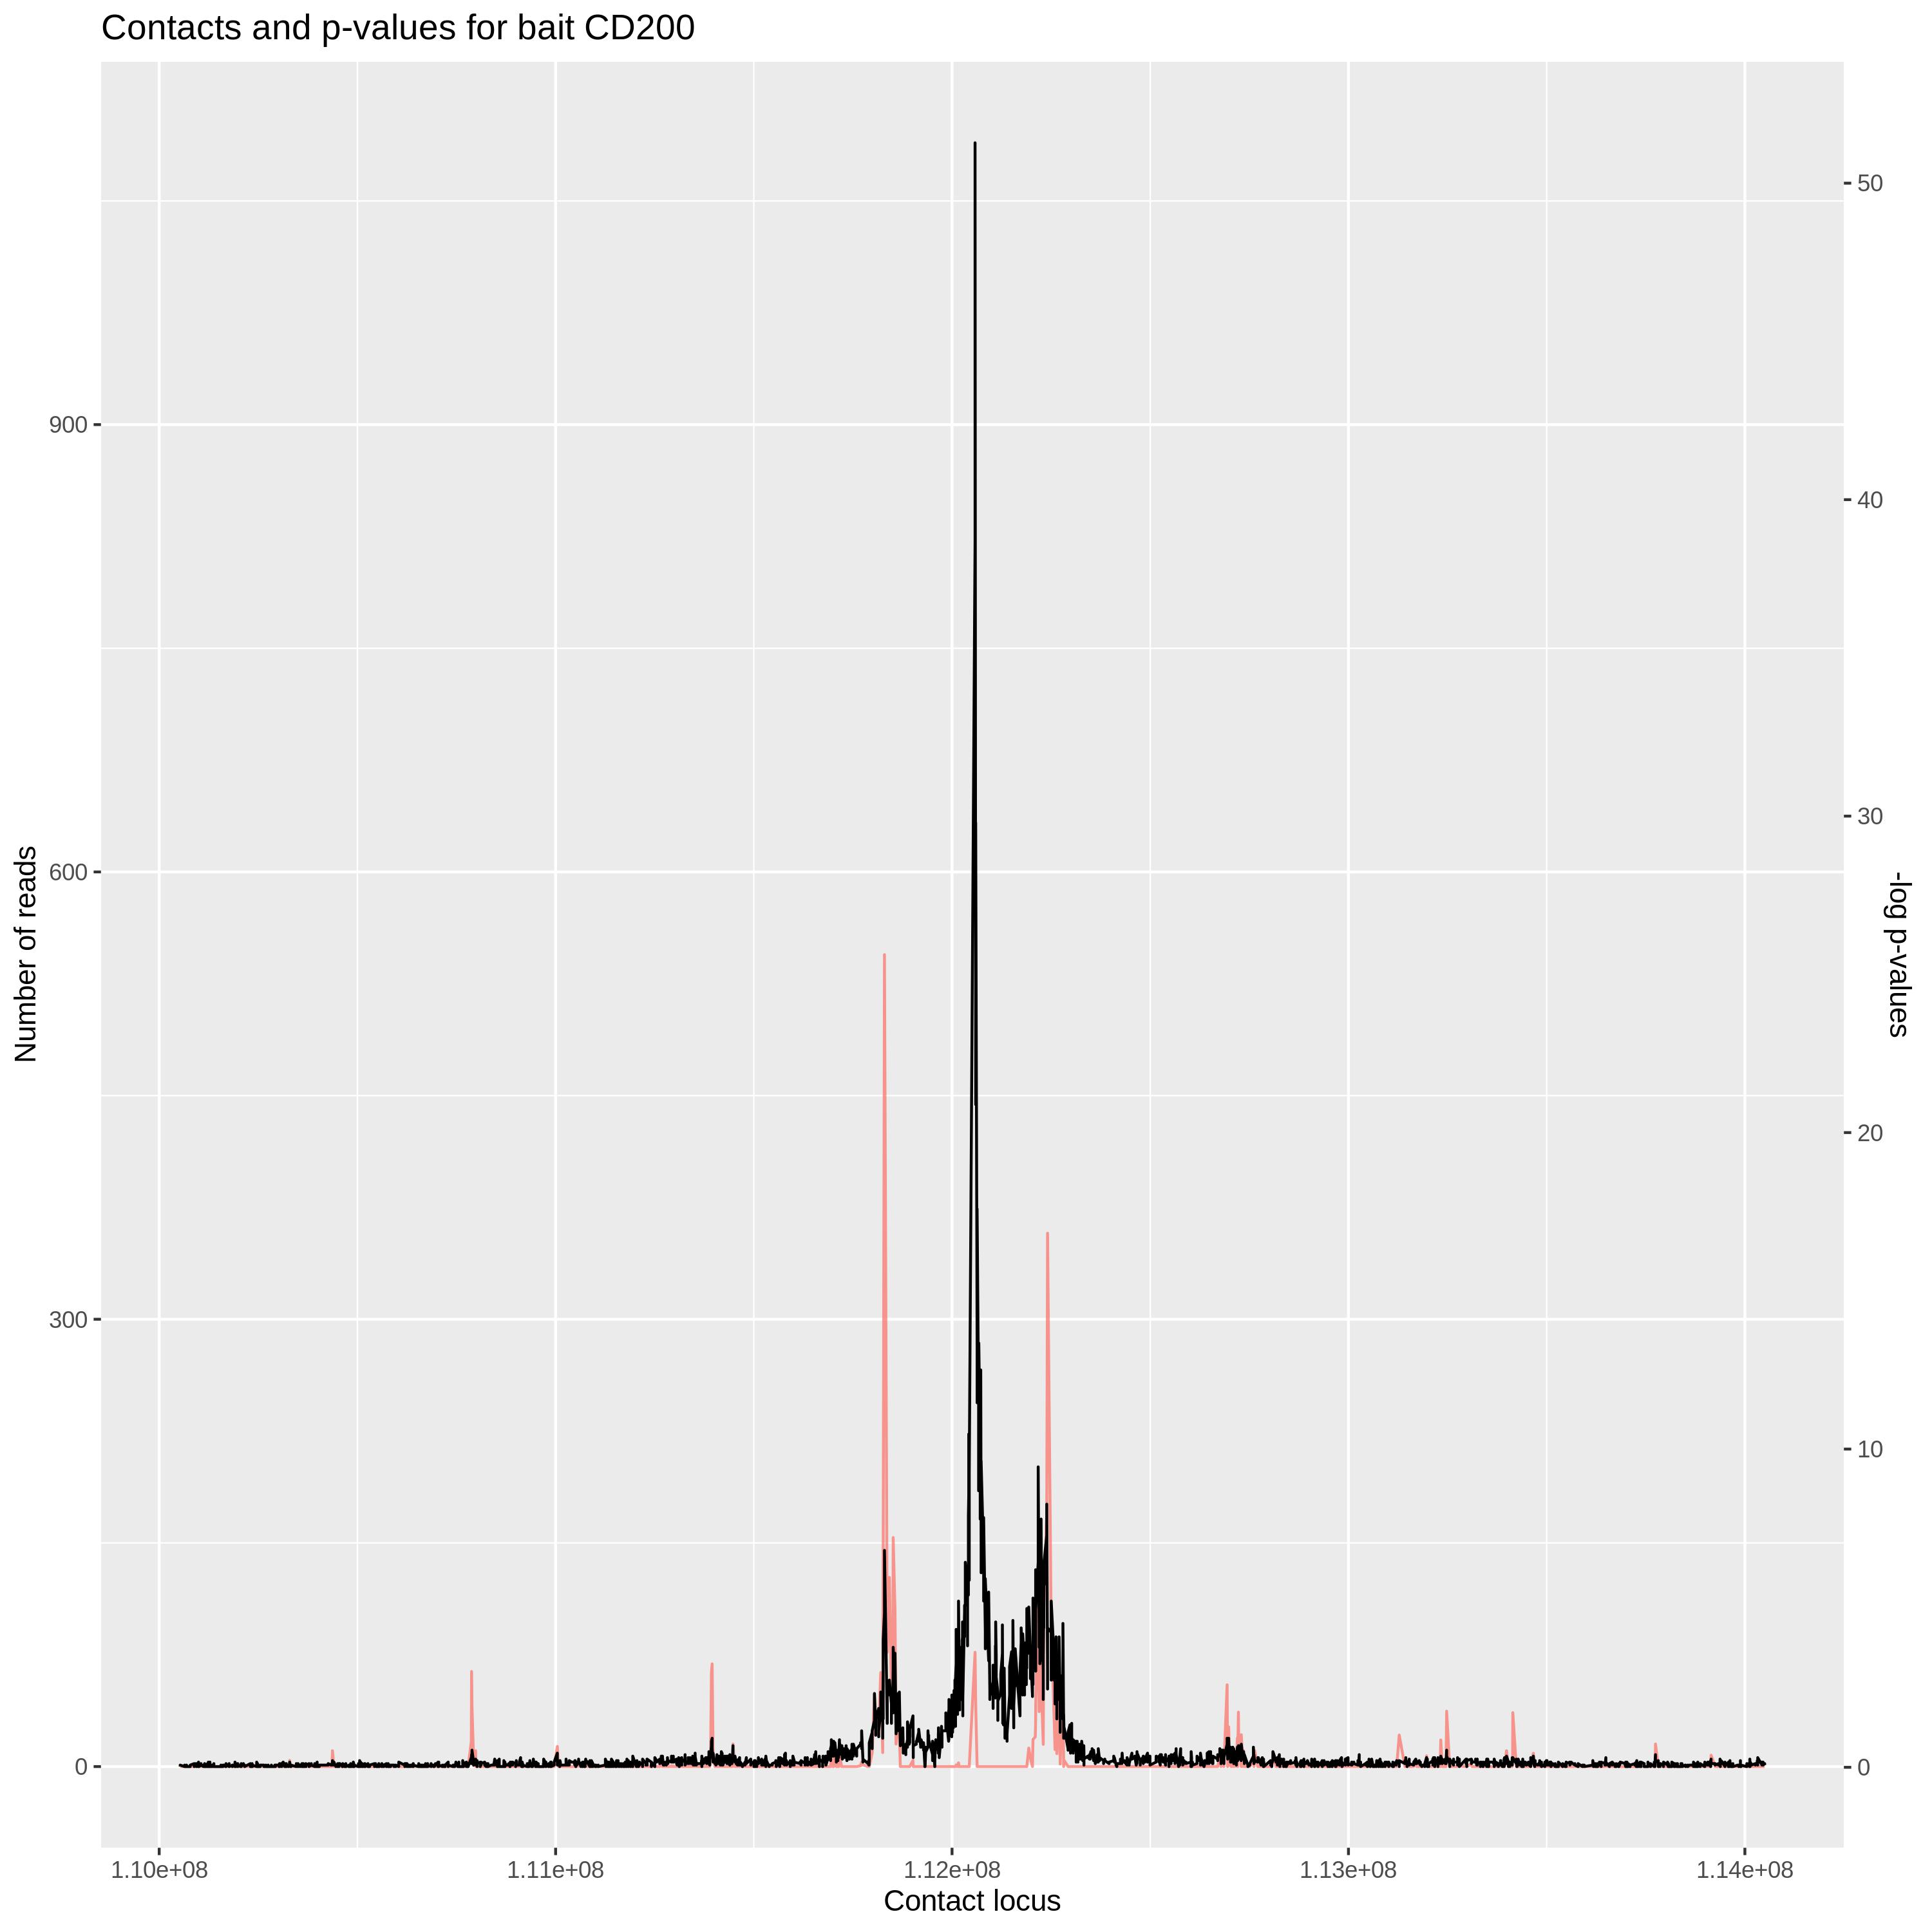 Contacts and p-values for bait CD200
900
600
300
0
Number of reads
50
40
30
20
10
0
-log p-values
1.10e+08 1.11e+08 1.12e+08 1.13e+08 1.14e+08
Contact locus